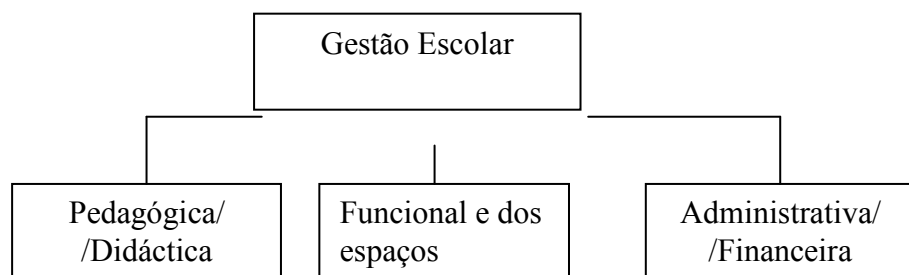 Gestão Escolar
Pedagógica/
/Didáctica
Funcional e dos
espaços
Administrativa/
/Financeira